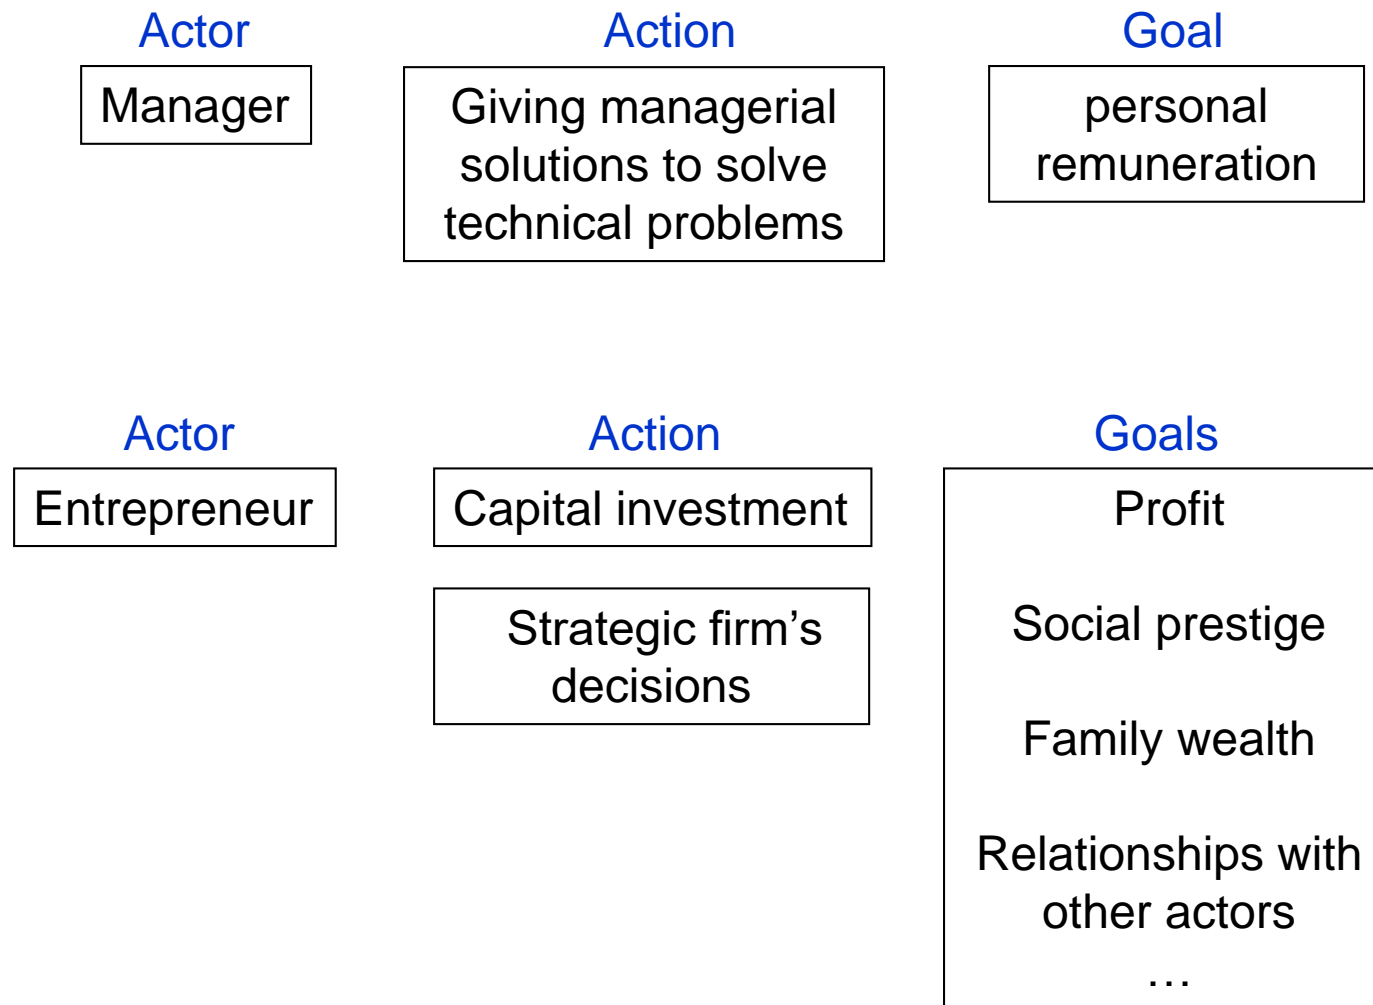 Actor Action Goal
Manager
Giving managerial
solutions to solve
technical problems
personal
remuneration
Actor Action Goals
Entrepreneur
Capital investment
Strategic firm's
decisions
Profit
Social prestige
Family wealth
Relationships with
other actors
…